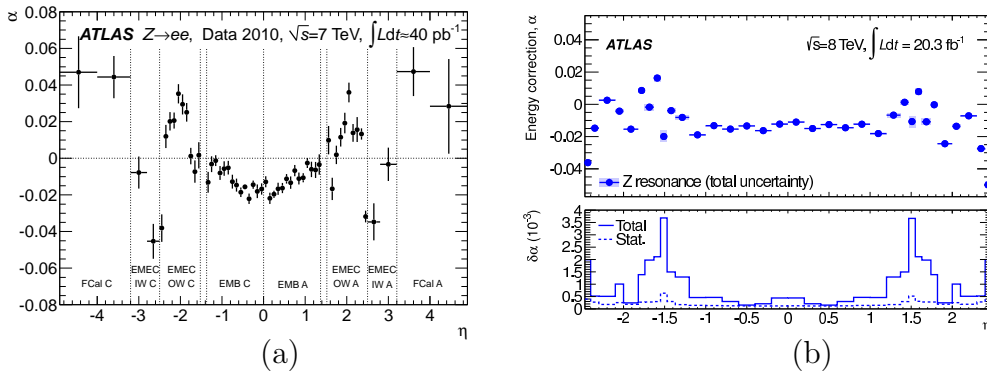 α
0.08
0.06
0.04
0.02
0
-0.02
-0.04
-0.06
-0.08
ATLAS Z→ee, Data 2010, √s=7 TeV, ∫Ldt≈40 pb⁻¹
FCal C
EMEC IW C
EMEC OW C
EMB C
EMB A
EMEC OW A
EMEC IW A
FCal A
-4 -3 -2 -1 0 1 2 3 4
η
(a)
Energy correction, α
0.04
0.02
0
-0.02
-0.04
ATLAS
√s=8 TeV, ∫Ldt = 20.3 fb⁻¹
Z resonance (total uncertainty)
δα (10⁻³)
4
3.5
2.5
1.5
0.5
0
Total
Stat.
-2 -1.5 -1 -0.5 0 0.5 1 1.5 2
(b)